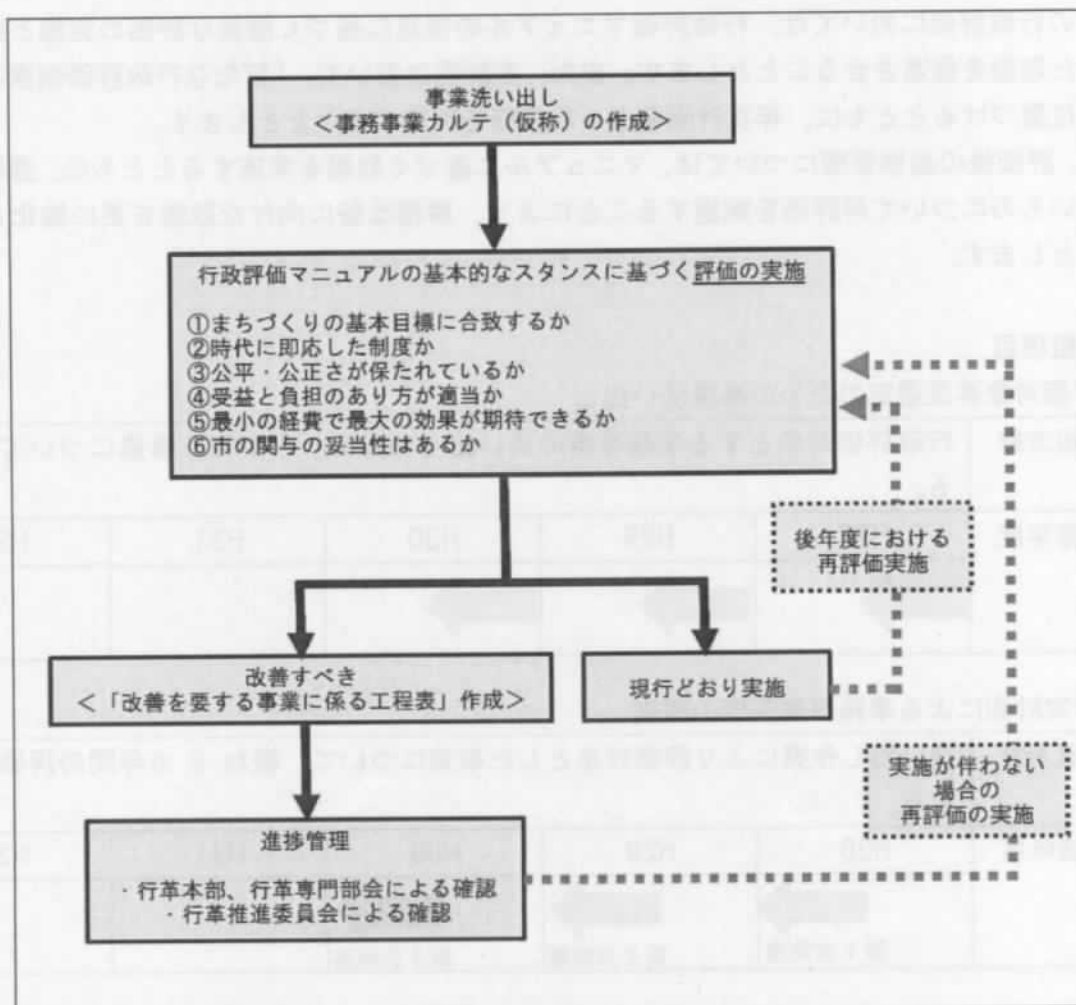 事業洗い出し
＜事務事業カルテ（仮称）の作成＞
行政評価マニュアルの基本的なスタンスに基づく評価の実施
①まちづくりの基本目標に合致するか
②時代に即応した制度か
③公平・公正さが保たれているか
④受益と負担のあり方が適当か
⑤最小の経費で最大の効果が期待できるか
⑥市の関与の妥当性はあるか
後年度における
再評価実施
改善すべき
＜「改善を要する事業に係る工程表」作成＞
現行どおり実施
実施が伴わない
場合の
再評価の実施
進捗管理
・行革本部、行革専門部会による確認
・行革推進委員会による確認